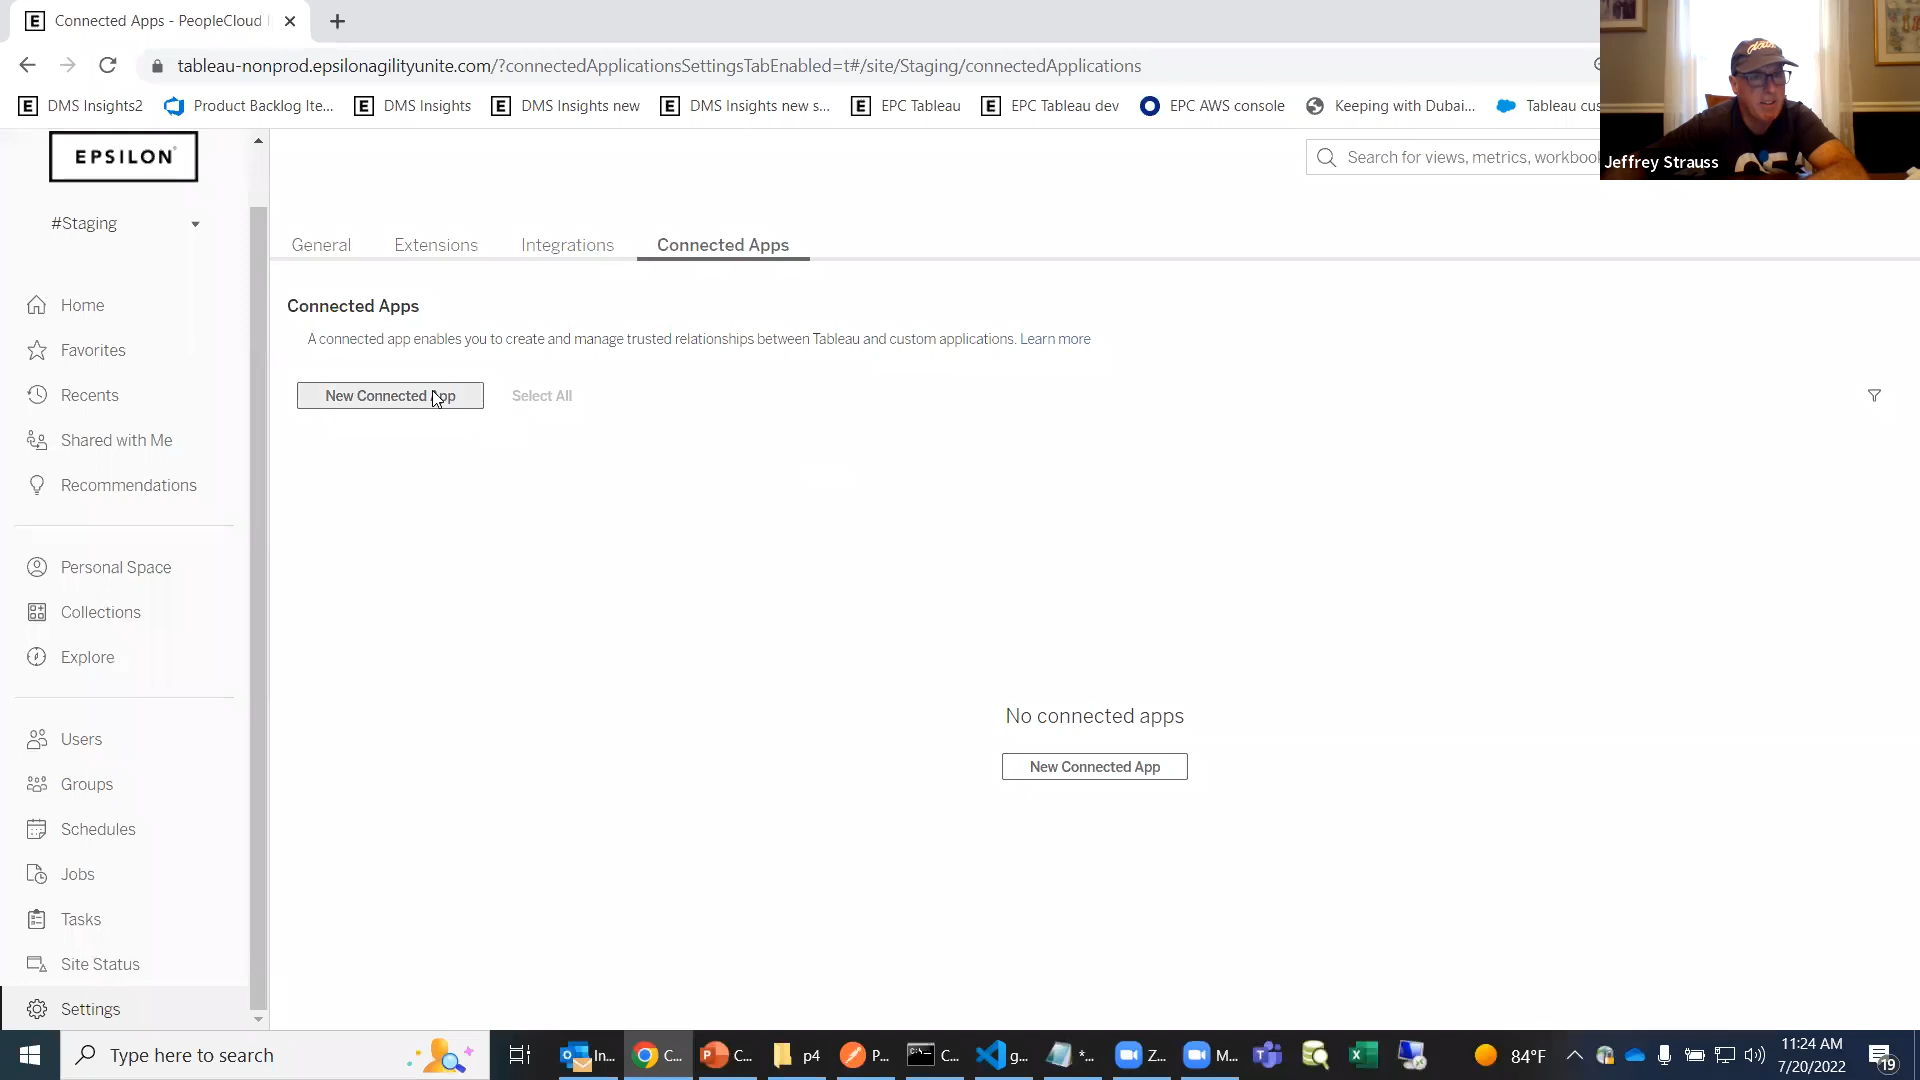 Connected Apps - PeopleCloud
tableau-nonprod.epsilonagilityunite.com/?connectedApplicationsSettingsTabEnabled=t#/site/Staging/connectedApplications
DMS Insights2
Product Backlog Ite...
DMS Insights
DMS Insights new
DMS Insights new s...
EPC Tableau
EPC Tableau dev
EPC AWS console
Keeping with Dubai...
Tableau cus
Jeffrey Strauss
EPSILON
Search for views, metrics, workboo
#Staging
General
Extensions
Integrations
Connected Apps
Home
Favorites
Recents
Shared with Me
Recommendations
Personal Space
Collections
Explore
Users
Groups
Schedules
Jobs
Tasks
Site Status
Settings
Connected Apps
A connected app enables you to create and manage trusted relationships between Tableau and custom applications. Learn more
New Connected App
Select All
No connected apps
New Connected App
Type here to search
In...
C...
C...
p4
P...
C...
g...
*...
Z...
M...
84°F
11:24 AM
7/20/2022
19